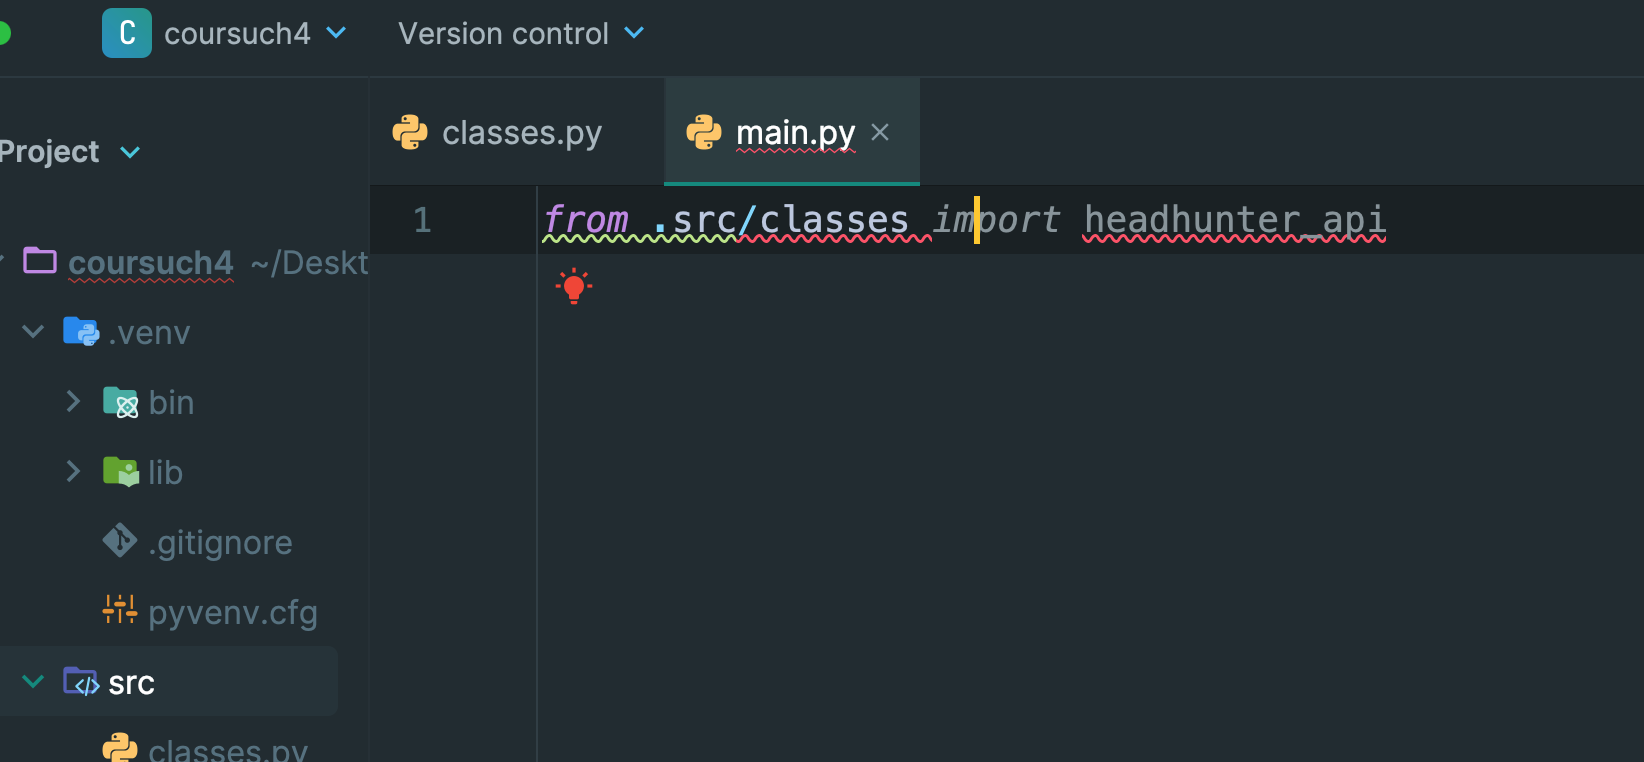 C coursuch4 Version control
Project
classes.py main.py
1 from .src/classes import headhunter_api
coursuch4 ~/Deskt
.venv
bin
lib
.gitignore
pyvenv.cfg
src
classes.py